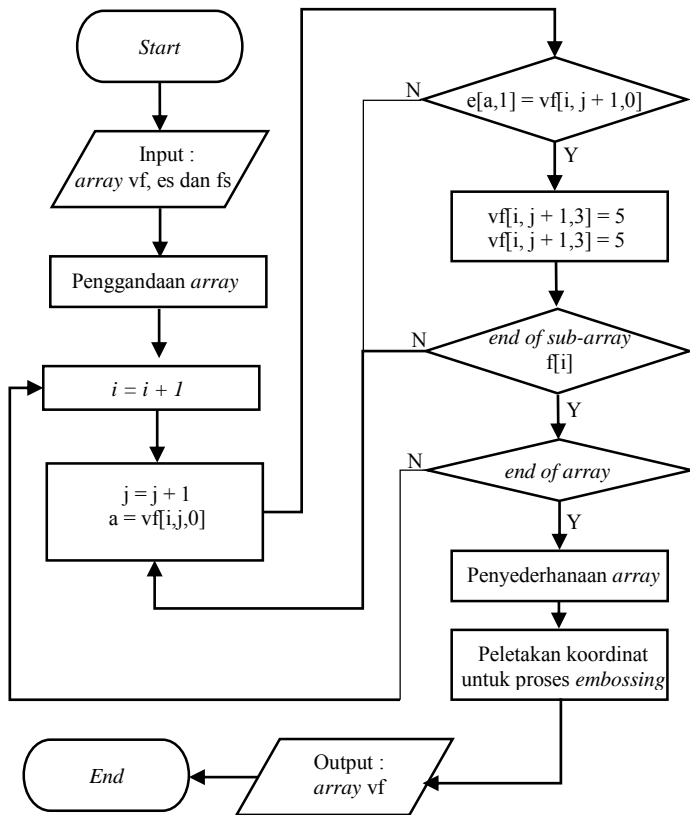 Start
Input :
array vf, es dan fs
Penggandaan array
i = i + 1
j = j + 1
a = vf[i,j,0]
N
e[a,1] = vf[i, j + 1,0]
Y
vf[i, j + 1,3] = 5
vf[i, j + 1,3] = 5
N
end of sub-array
f[i]
Y
N
end of array
Y
Penyederhanaan array
Peletakan koordinat
untuk proses embossing
Output :
array vf
End